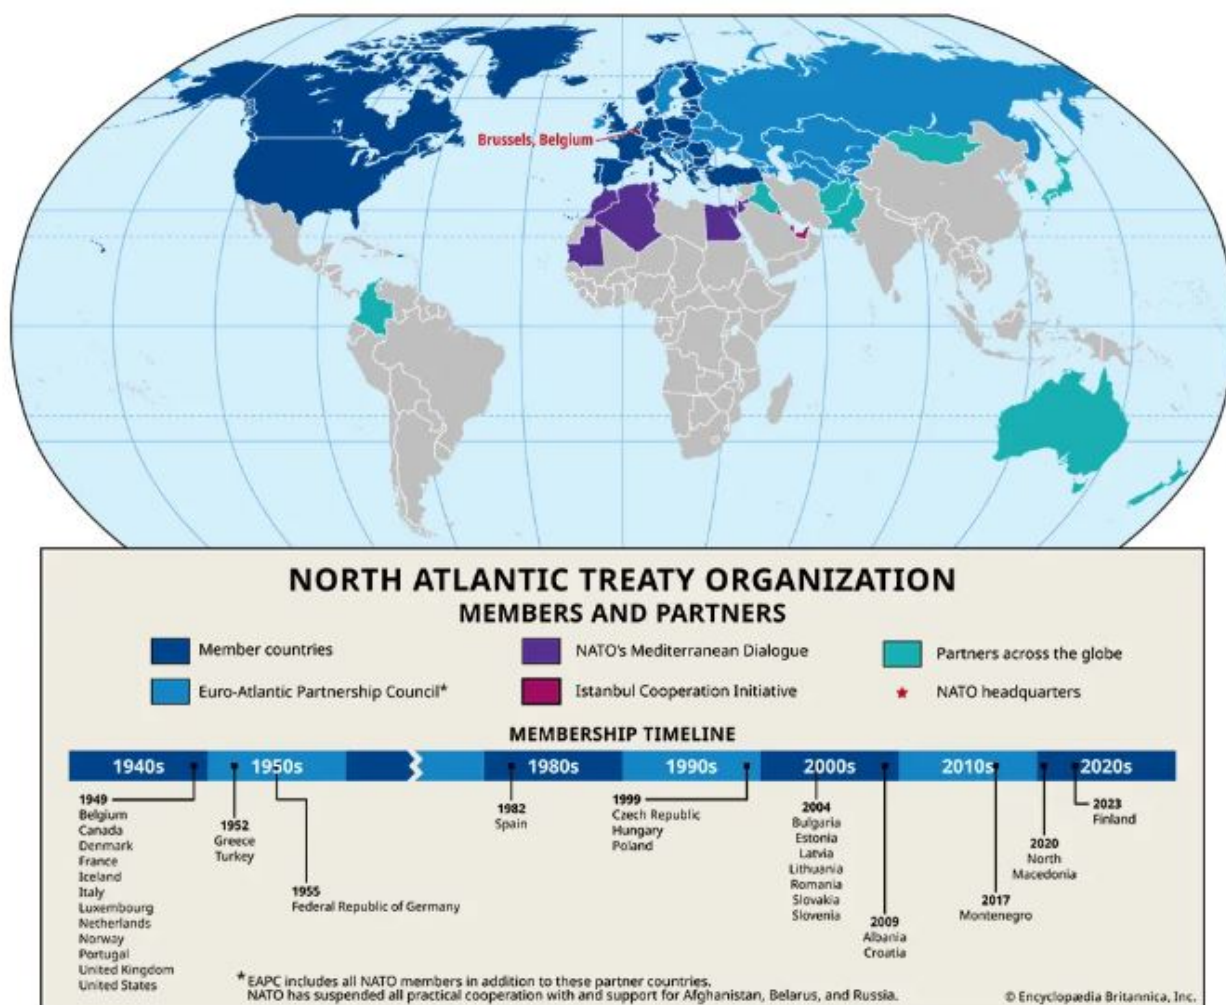 Brussels, Belgium
NORTH ATLANTIC TREATY ORGANIZATION
MEMBERS AND PARTNERS
Member countries
Euro-Atlantic Partnership Council*
NATO's Mediterranean Dialogue
Istanbul Cooperation Initiative
Partners across the globe
NATO headquarters
MEMBERSHIP TIMELINE
1940s 1950s 1980s 1990s 2000s 2010s 2020s
1949
Belgium
Canada
Denmark
France
Iceland
Italy
Luxembourg
Netherlands
Norway
Portugal
United Kingdom
United States
1952
Greece
Turkey
1955
Federal Republic of Germany
1982
Spain
1999
Czech Republic
Hungary
Poland
2004
Bulgaria
Estonia
Latvia
Lithuania
Romania
Slovakia
Slovenia
2009
Albania
Croatia
2017
Montenegro
2020
North
Macedonia
2023
Finland
*EAPC includes all NATO members in addition to these partner countries.
NATO has suspended all practical cooperation with and support for Afghanistan, Belarus, and Russia.
© Encyclopædia Britannica, Inc.